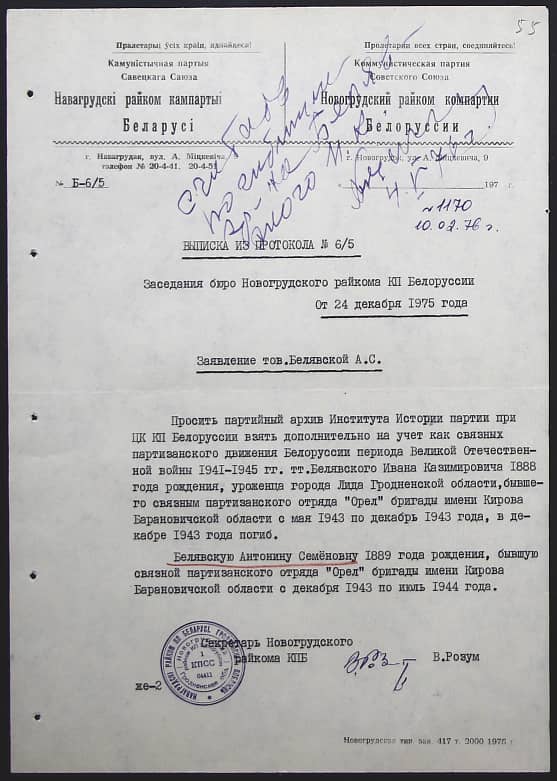 55
Пралетарыі ўсіх краін, яднайцеся!
Камуністычная партыя
Савецкага Саюза
Навагрудскі райком кампартыі
Беларусі
г. Навагрудак, вул. А. Міцкевіча, 9
телефон № 20-4-41. 20-4-51
№ Б-6/5
Пролетарии всех стран, соединяйтесь!
Коммунистическая партия
Советского Союза
Новогрудский райком компартии
Белоруссии
г. Новогрудок, ул. А. Мицкевича, 9
197 г.
№1170
10.02.76 г.
ВЫПИСКА ИЗ ПРОТОКОЛА № 6/5
Заседания бюро Новогрудского райкома КП Белоруссии
От 24 декабря 1975 года
Заявление тов.Белявской А.С.
Просить партийный архив Института Истории партии при
ЦК КП Белоруссии взять дополнительно на учет как связных
партизанского движения Белоруссии периода Великой Отечествен-
ной войны 1941-1945 гг. тт.Белявского Ивана Казимировича 1888
года рождения, уроженца города Лида Гродненской области,бывше-
го связным партизанского отряда "Орел" бригады имени Кирова
Барановичской области с мая 1943 по декабрь 1943 года, в де-
кабре 1943 года погиб.
Белявскую Антонину Семёновну 1889 года рождения, бывшую
связной партизанского отряда "Орел" бригады имени Кирова
Барановичской области с декабря 1943 по июль 1944 года.
Секретарь Новогрудского
райкома КПБ
В.Розум
КПСС
же-2
Новогрудская тип. зак. 417 т. 2000 1975 г.